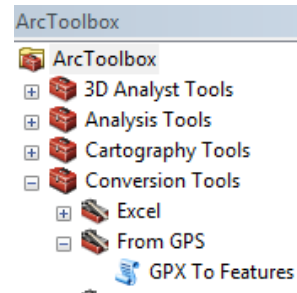 ArcToolbox
ArcToolbox
3D Analyst Tools
Analysis Tools
Cartography Tools
Conversion Tools
Excel
From GPS
GPX To Features